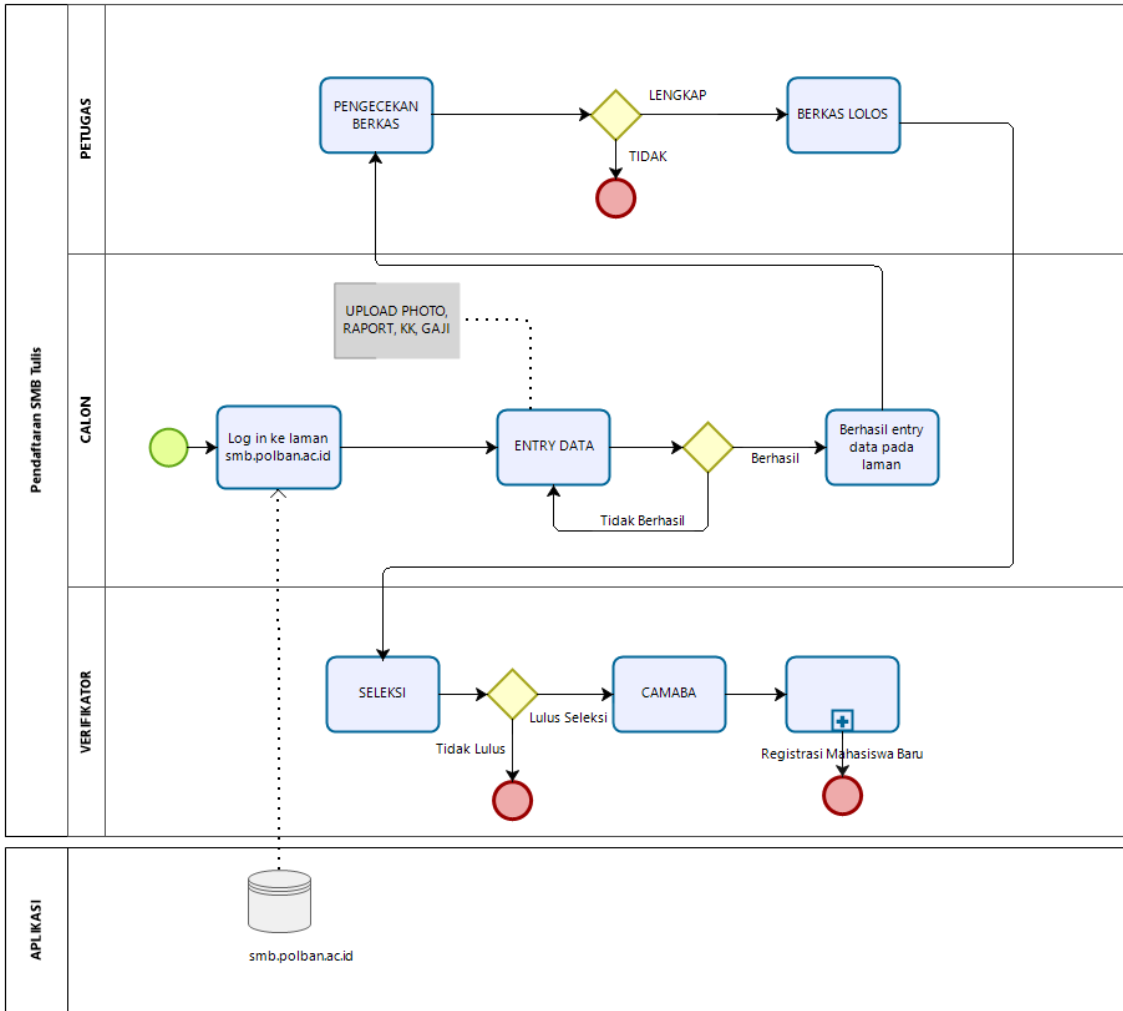 Pendaftaran SMB Tulis
PETUGAS
PENGECEKAN
BERKAS
LENGKAP
TIDAK
BERKAS LOLOS
CALON
UPLOAD PHOTO,
RAPORT, KK, GAJI
Log in ke laman
smb.polban.ac.id
ENTRY DATA
Berhasil
Tidak Berhasil
Berhasil entry
data pada
laman
VERIFIKATOR
SELEKSI
Lulus Seleksi
Tidak Lulus
CAMABA
Registrasi Mahasiswa Baru
APLIKASI
smb.polban.ac.id